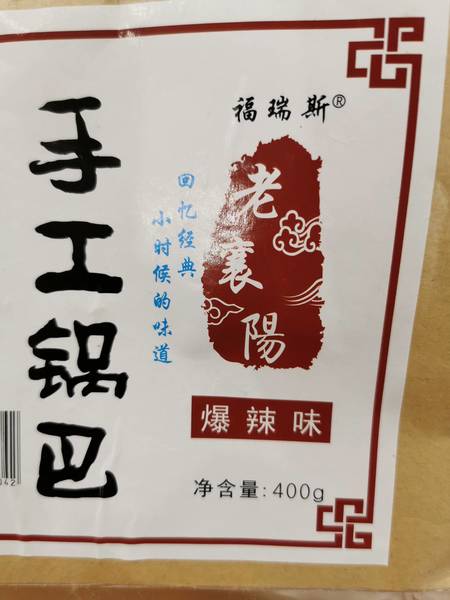 福瑞斯®
老襄陽
回忆经典
小时候的味道
手工锅巴
爆辣味
净含量:400g